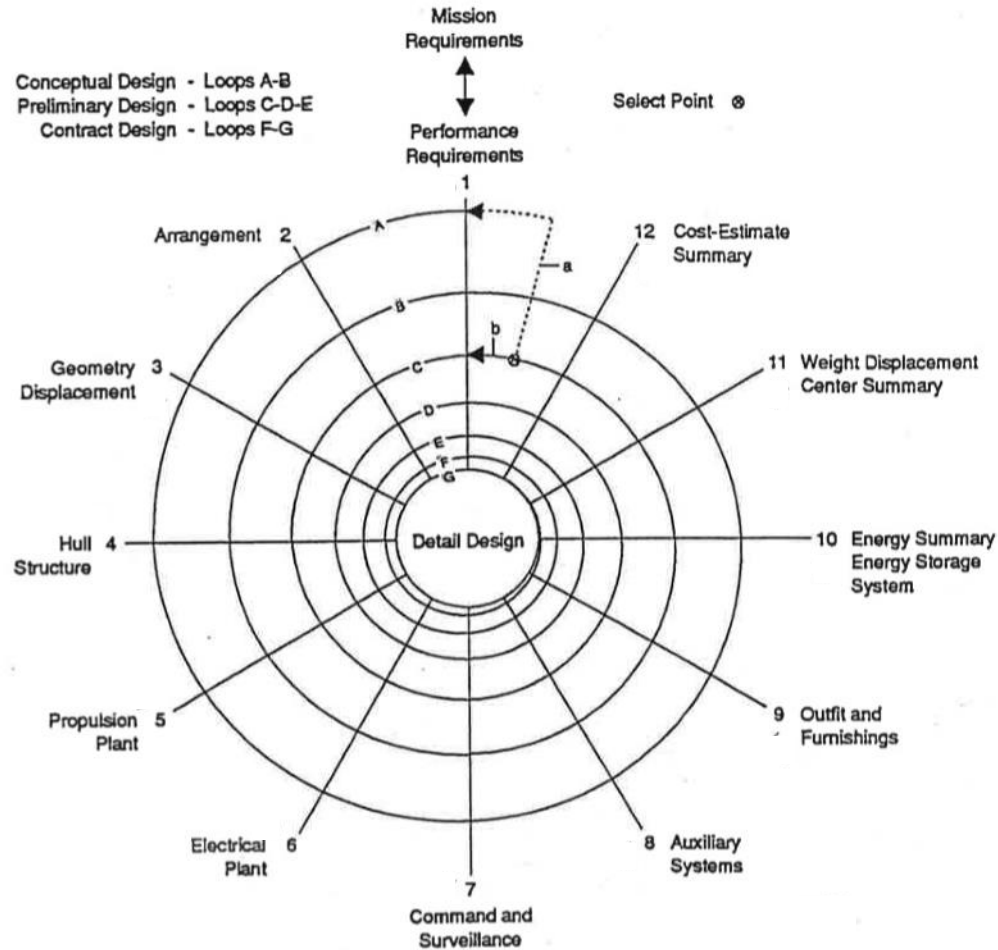 Mission
Requirements
Conceptual Design - Loops A-B
Preliminary Design - Loops C-D-E
Contract Design - Loops F-G
Select Point ⊗
Performance
Requirements
1
Arrangement 2
12 Cost-Estimate
Summary
A
a
B
b
Geometry 3
Displacement
11 Weight Displacement
Center Summary
C
D
E
F
G
Detail Design
Hull 4
Structure
10 Energy Summary
Energy Storage
System
Propulsion 5
Plant
9 Outfit and
Furnishings
Electrical 6
Plant
8 Auxiliary
Systems
7
Command and
Surveillance